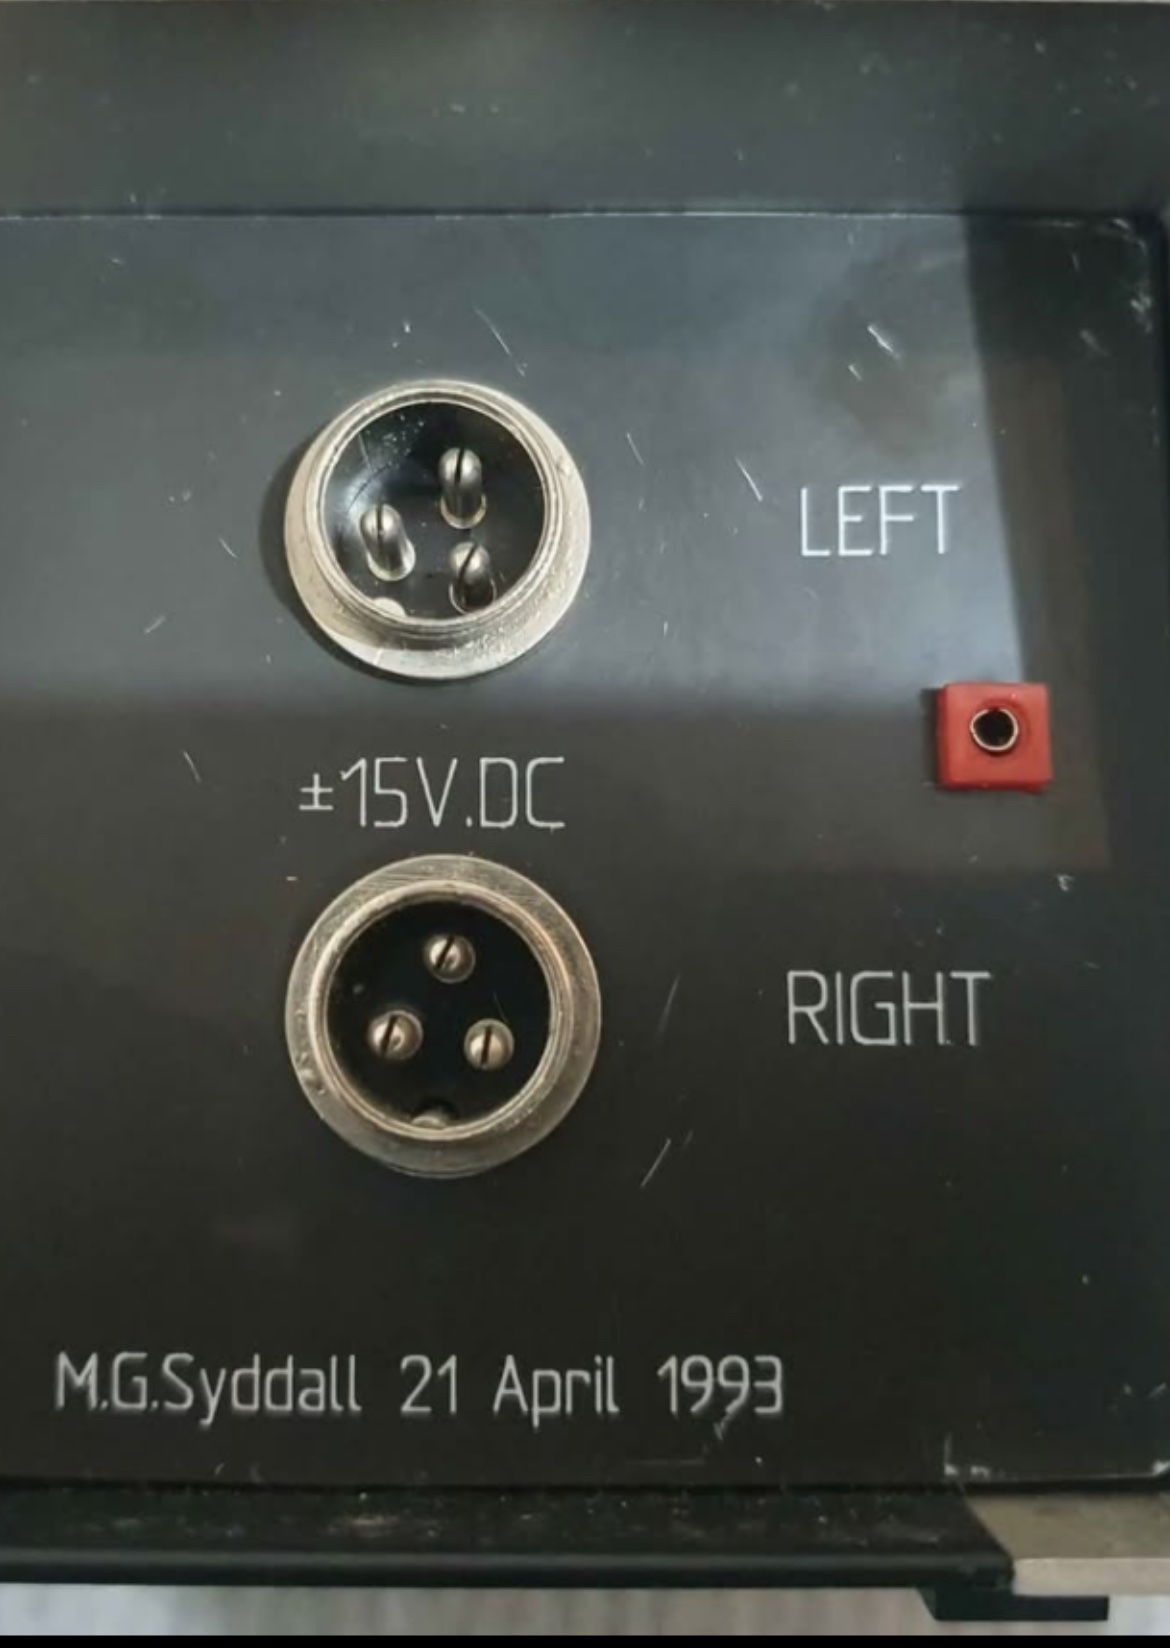 LEFT
±15V.DC
RIGHT
M.G.Syddall 21 April 1993